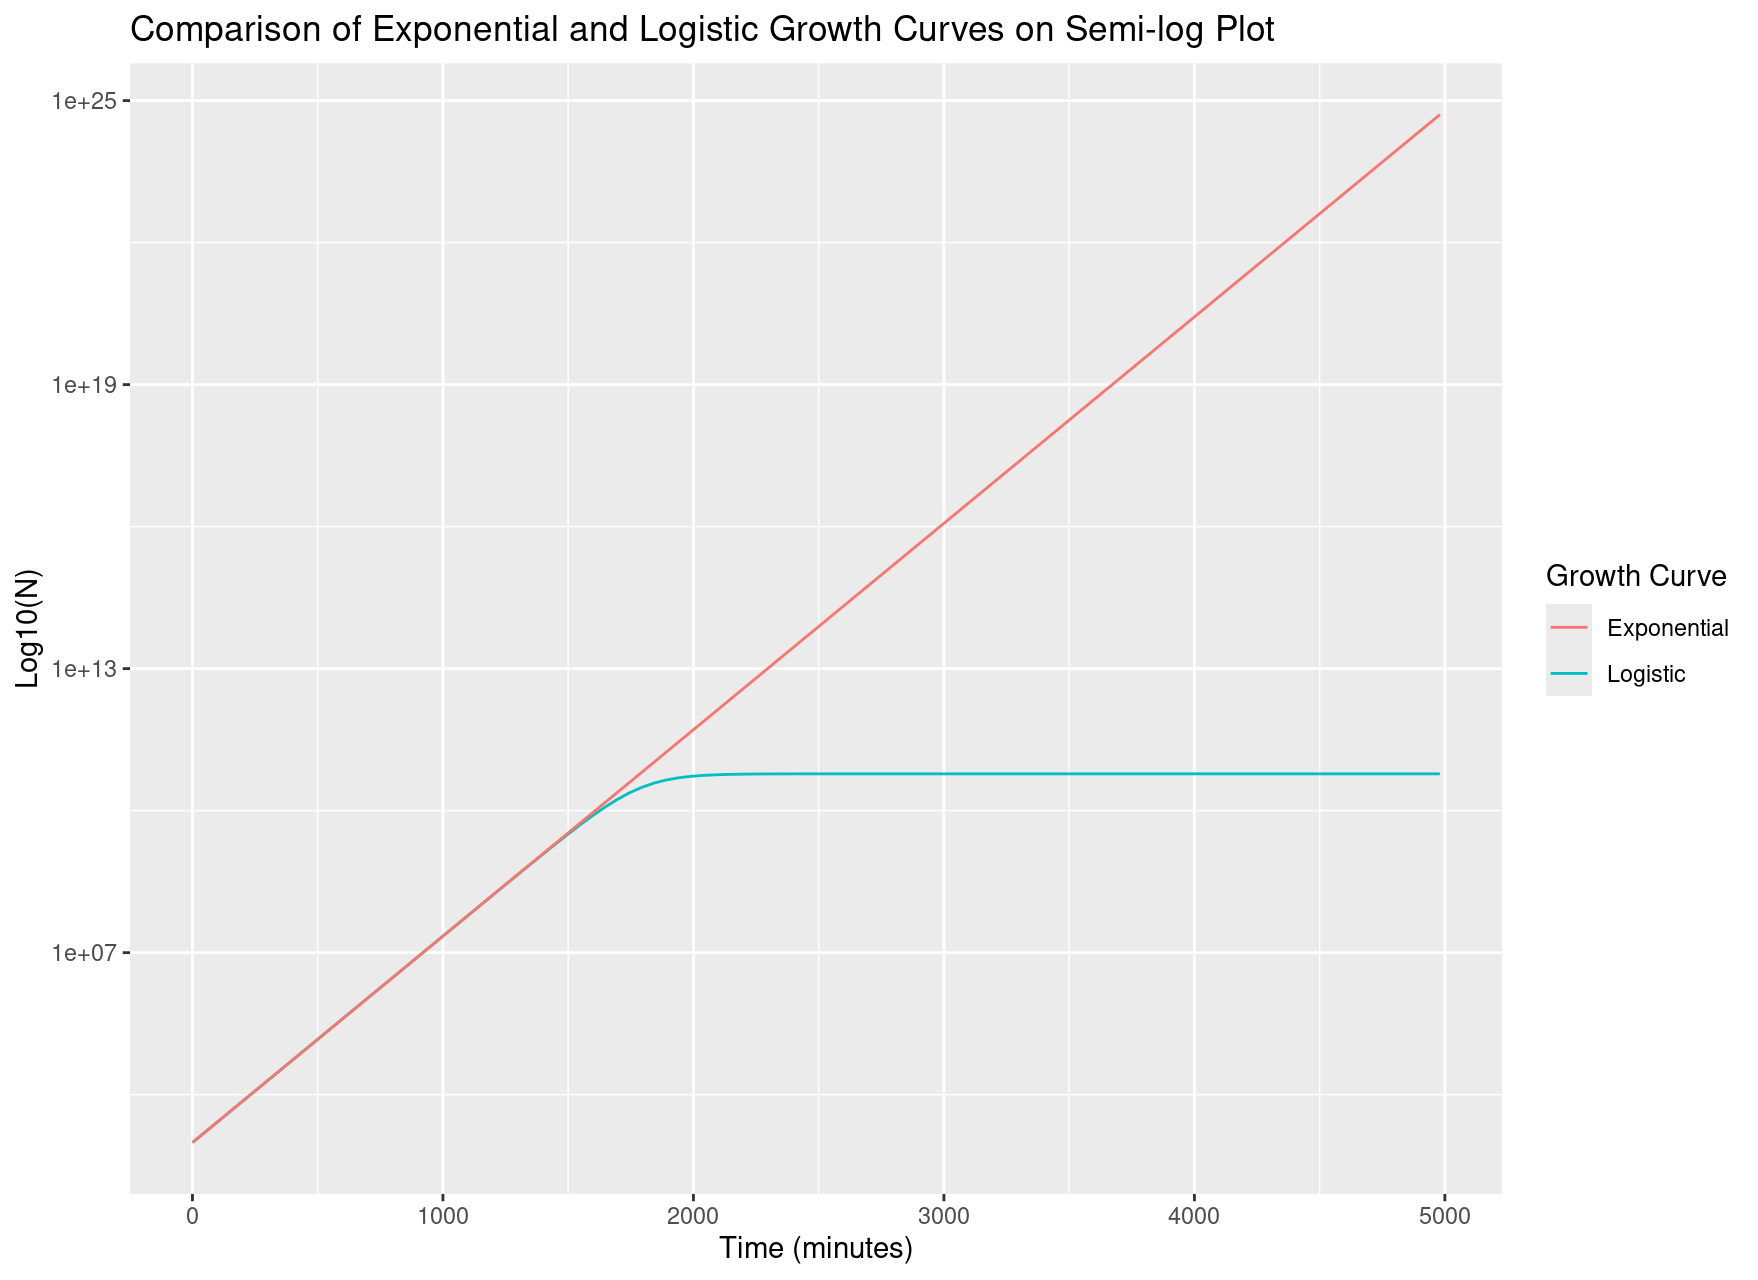 Comparison of Exponential and Logistic Growth Curves on Semi-log Plot
1e+25
1e+19
1e+13
1e+07
Log10(N)
0 1000 2000 3000 4000 5000
Time (minutes)
Growth Curve
Exponential
Logistic